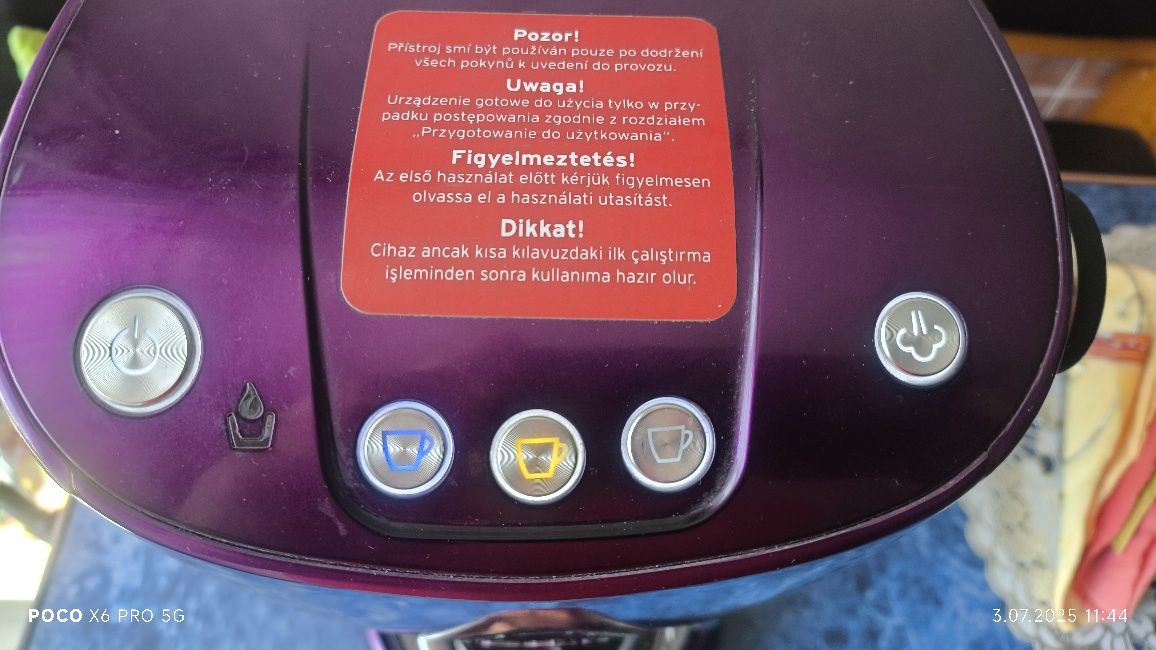 Pozor!
Přístroj smí být používán pouze po dodržení
všech pokynů k uvedení do provozu.
Uwaga!
Urządzenie gotowe do użycia tylko w przy-
padku postępowania zgodnie z rozdziałem
„Przygotowanie do użytkowania”.
Figyelmeztetés!
Az első használat előtt kérjük figyelmesen
olvassa el a használati utasítást.
Dikkat!
Cihaz ancak kısa kılavuzdaki ilk çalıştırma
işleminden sonra kullanıma hazır olur.
POCO X6 PRO 5G
3.07.2025 11:44